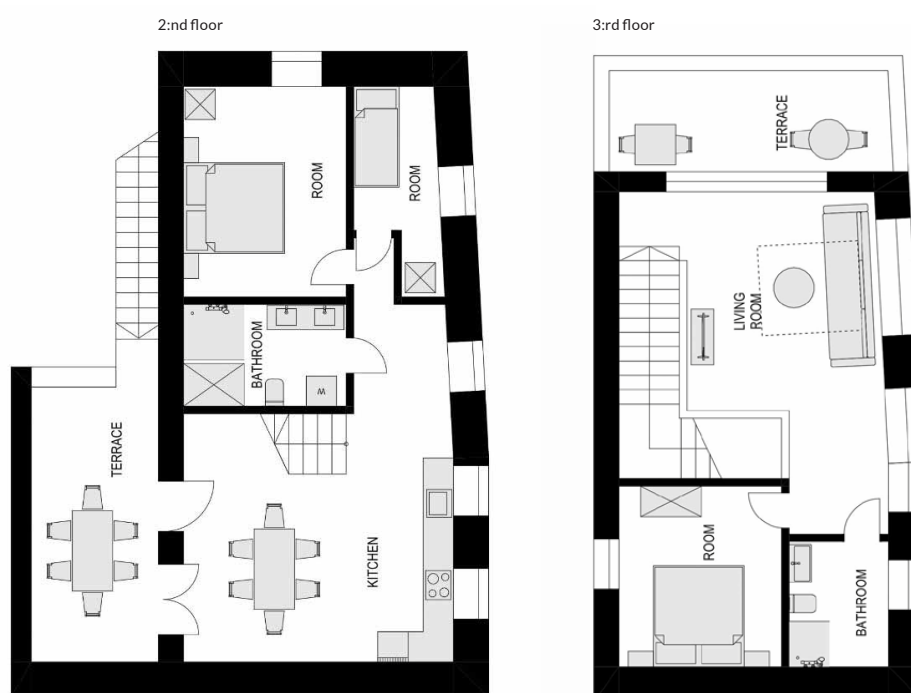 2:nd floor
3:rd floor
TERRACE
ROOM
ROOM
BATHROOM
TERRACE
KITCHEN
LIVING
ROOM
ROOM
BATHROOM
M